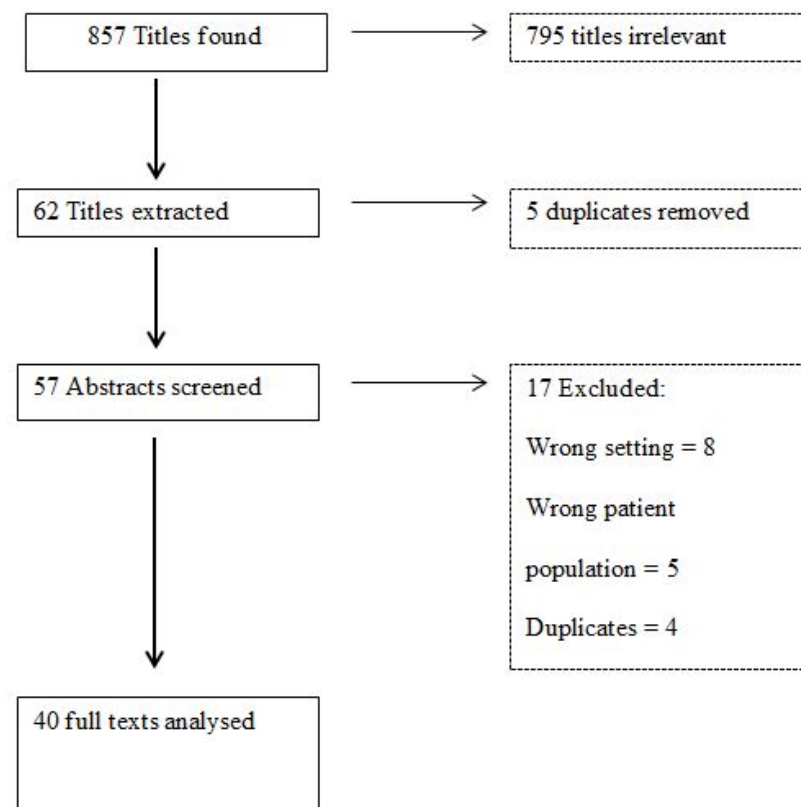 857 Titles found
795 titles irrelevant
62 Titles extracted
5 duplicates removed
57 Abstracts screened
17 Excluded:
Wrong setting = 8
Wrong patient
population = 5
Duplicates = 4
40 full texts analysed